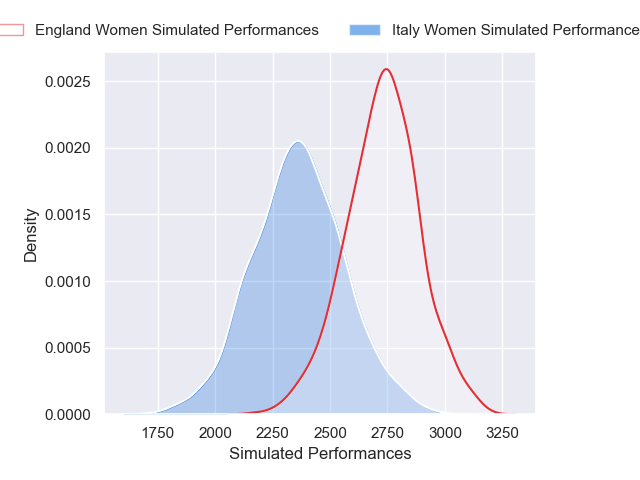 England Women Simulated Performances
Italy Women Simulated Performance
0.0025
0.0020
0.0015
0.0010
0.0005
0.0000
Density
1750 2000 2250 2500 2750 3000 3250
Simulated Performances